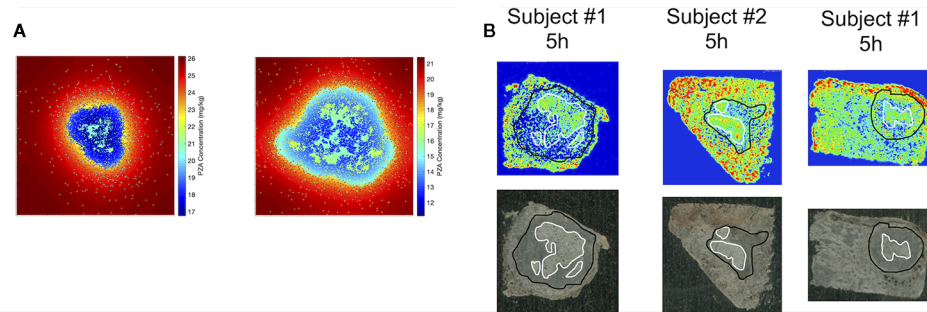 A
26
25
24
23
22
21
20
19
18
17
PZA Concentration (mg/kg)
21
20
19
18
17
16
15
14
13
12
PZA Concentration (mg/kg)
B
Subject #1
5h
Subject #2
5h
Subject #1
5h